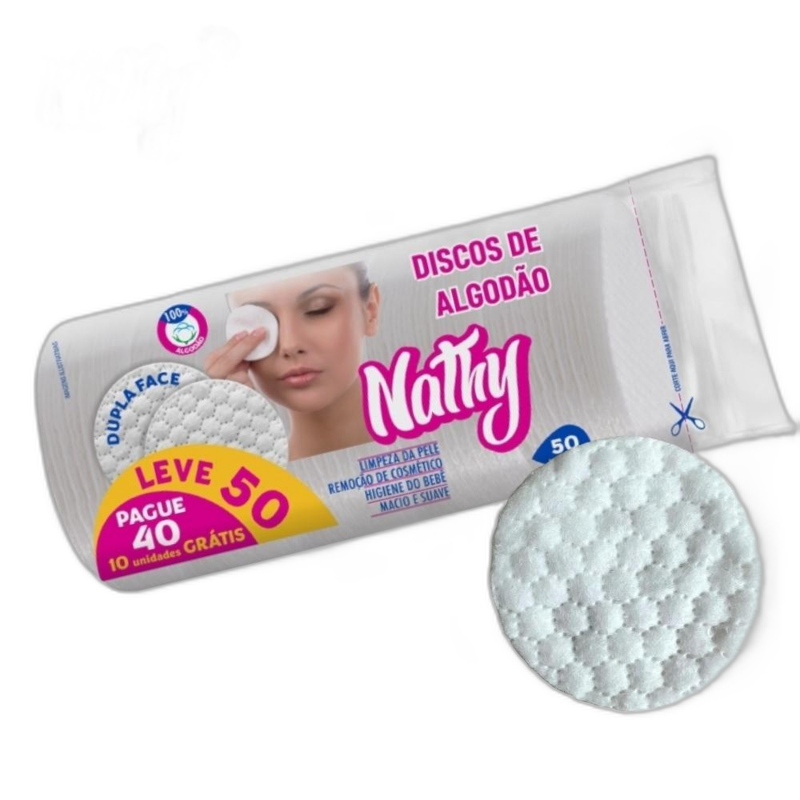 DISCOS DE
ALGODÃO
Nathy
100%
ALGODÃO
DUPLA FACE
LIMPEZA DA PELE
REMOÇÃO DE COSMÉTICO
HIGIENE DO BEBÊ
MACIO E SUAVE
LEVE 50
PAGUE
40
10 unidades GRÁTIS
50
CORTE AQUI PARA ABRIR